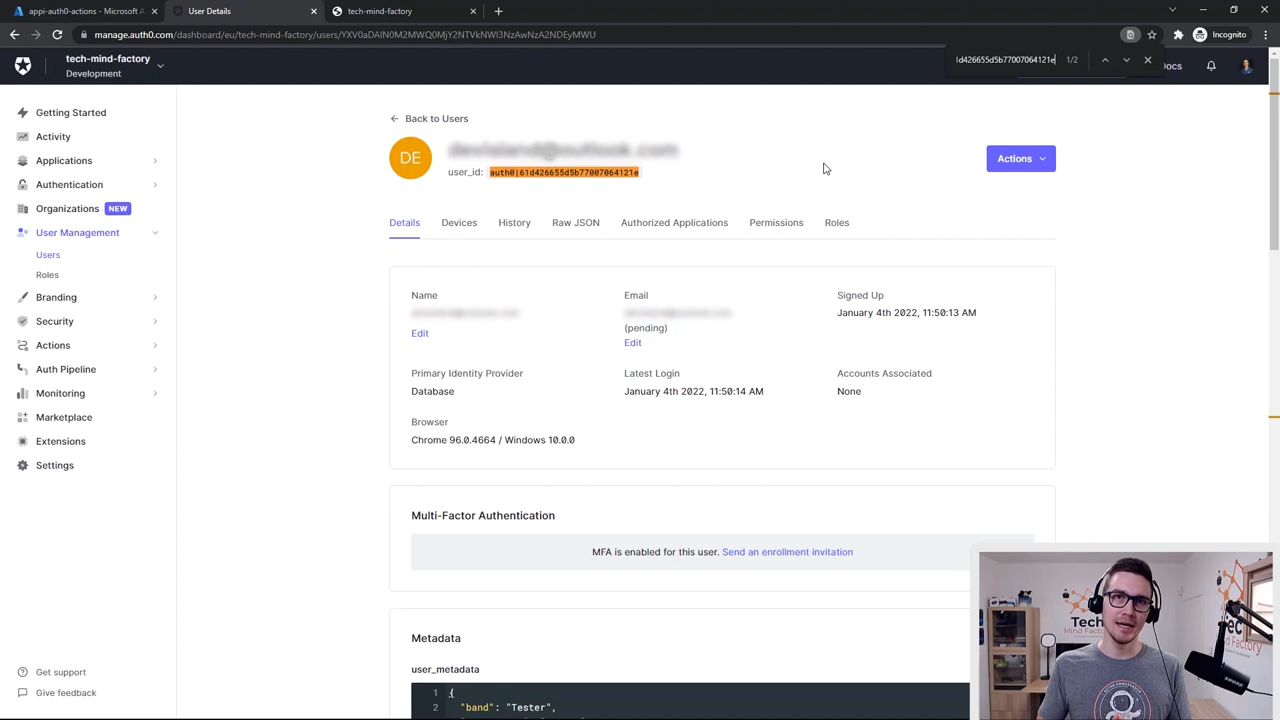 appi-auth0-actions - Microsoft A
User Details
tech-mind-factory
manage.auth0.com/dashboard/eu/tech-mind-factory/users/
Incognito
tech-mind-factory
Development
1/2
Docs
Getting Started
Activity
Applications
Authentication
Organizations NEW
User Management
Users
Roles
Branding
Security
Actions
Auth Pipeline
Monitoring
Marketplace
Extensions
Settings
Get support
Give feedback
Back to Users
DE
user_id: auth0|61d426655d5b77007064121e
Actions
Details Devices History Raw JSON Authorized Applications Permissions Roles
Name
Edit
Email
(pending)
Edit
Signed Up
January 4th 2022, 11:50:13 AM
Primary Identity Provider
Database
Latest Login
January 4th 2022, 11:50:14 AM
Accounts Associated
None
Browser
Chrome 96.0.4664 / Windows 10.0.0
Multi-Factor Authentication
MFA is enabled for this user. Send an enrollment invitation
Metadata
user_metadata
1 {
2 "band": "Tester",
Tech
Mind Factory